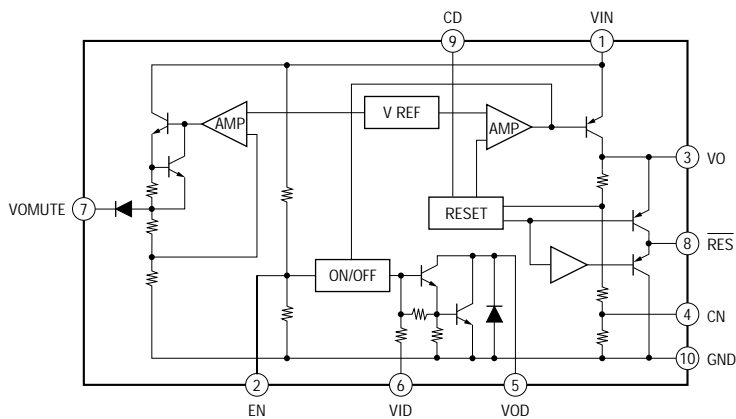 CD
VIN
9
1
AMP
V REF
AMP
3
VO
VOMUTE
7
RESET
8
RES
ON/OFF
4
CN
10
GND
2
6
5
EN
VID
VOD